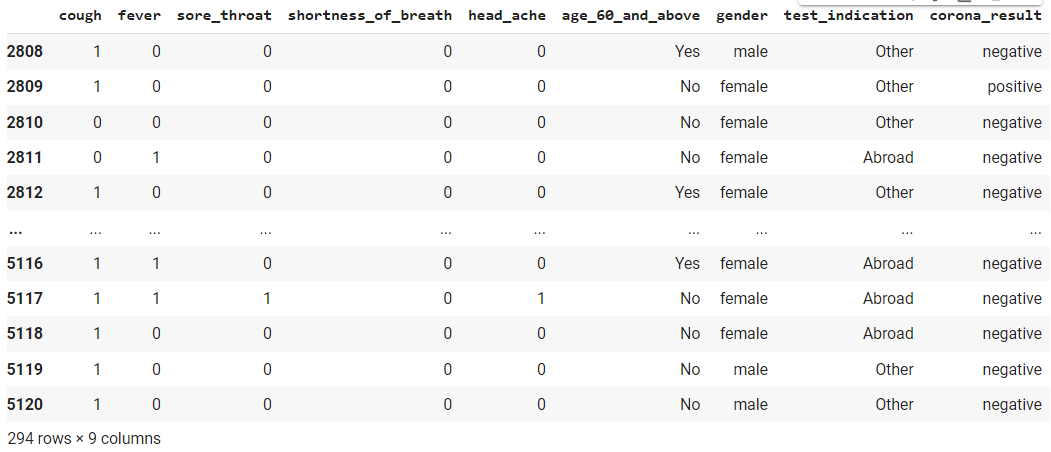 cough fever sore_throat shortness_of_breath head_ache age_60_and_above gender test_indication corona_result
2808 1 0 0 0 0 Yes male Other negative
2809 1 0 0 0 0 No female Other positive
2810 0 0 0 0 0 No female Other negative
2811 0 1 0 0 0 No female Abroad negative
2812 1 0 0 0 0 Yes female Other negative
... ... ... ... ... ... ... ... ... ...
5116 1 1 0 0 0 Yes female Abroad negative
5117 1 1 1 0 1 No female Abroad negative
5118 1 0 0 0 0 No female Abroad negative
5119 1 0 0 0 0 No male Other negative
5120 1 0 0 0 0 No male Other negative
294 rows × 9 columns